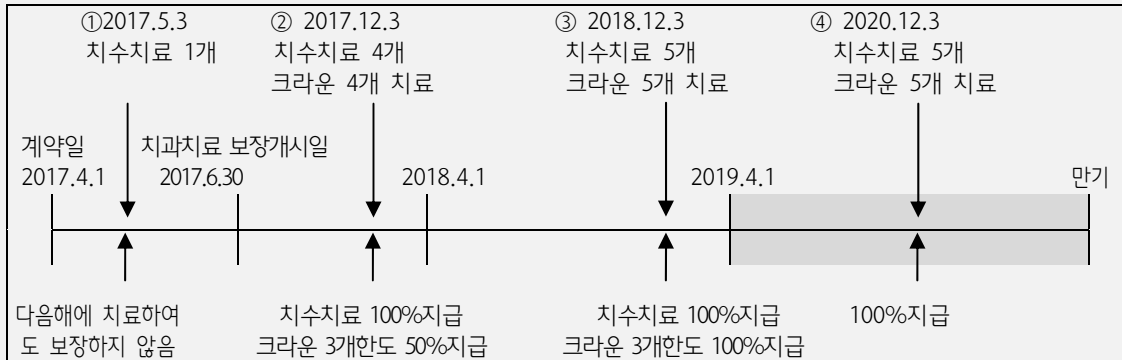 ①2017.5.3
치수치료 1개
② 2017.12.3
치수치료 4개
크라운 4개 치료
③ 2018.12.3
치수치료 5개
크라운 5개 치료
④ 2020.12.3
치수치료 5개
크라운 5개 치료
계약일
2017.4.1
치과치료 보장개시일
2017.6.30
2018.4.1
2019.4.1
만기
다음해에 치료하여
도 보장하지 않음
치수치료 100%지급
크라운 3개한도 50%지급
치수치료 100%지급
크라운 3개한도 100%지급
100%지급